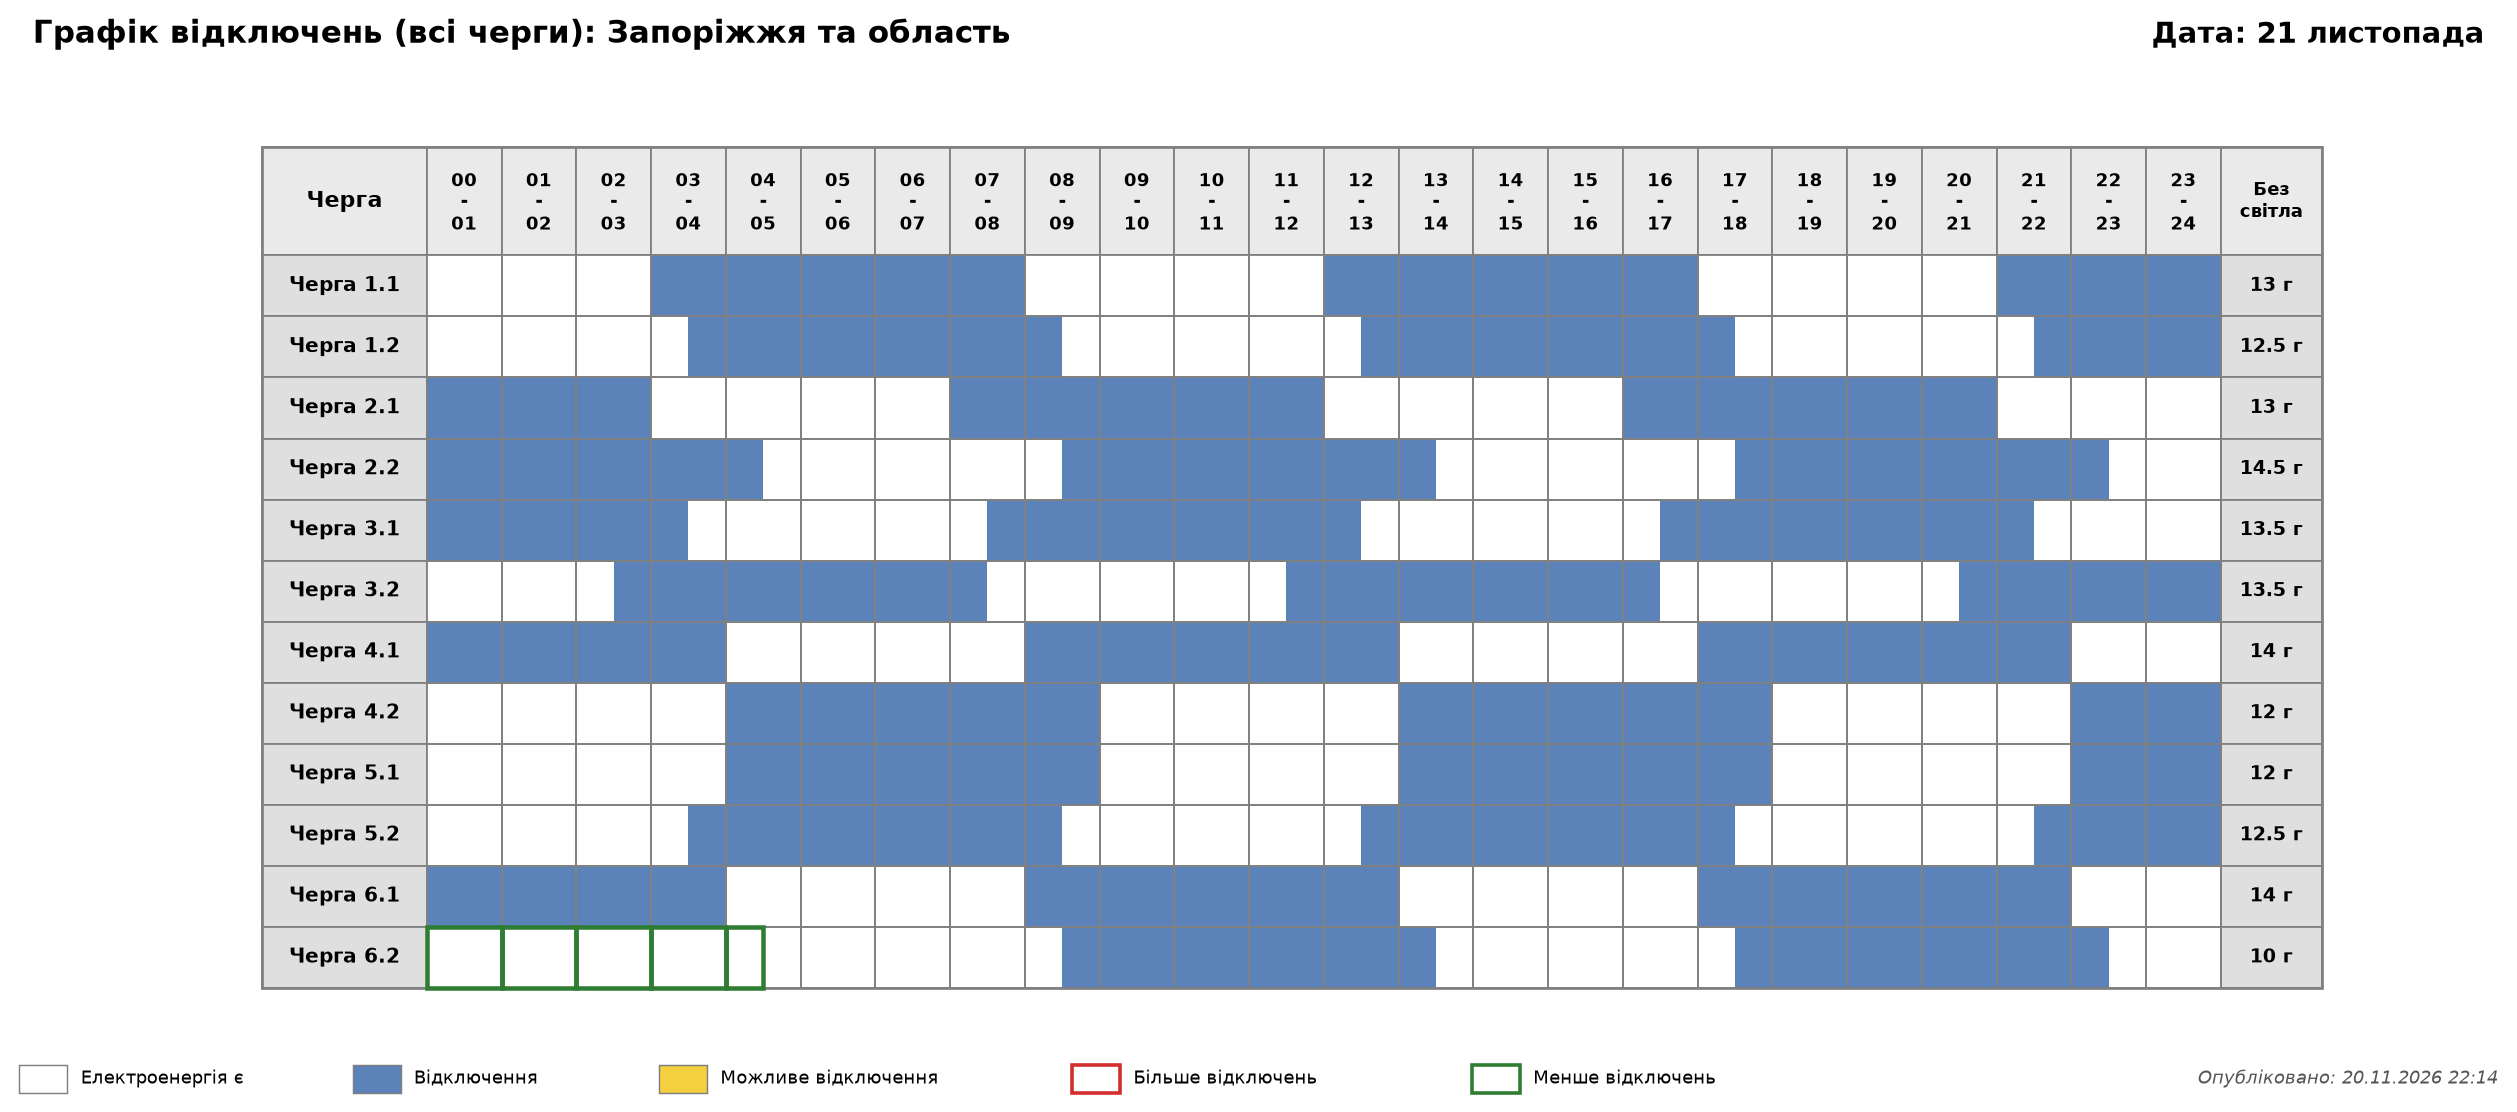 Графік відключень (всі черги): Запоріжжя та область
Дата: 21 листопада
Черга
00 - 01
01 - 02
02 - 03
03 - 04
04 - 05
05 - 06
06 - 07
07 - 08
08 - 09
09 - 10
10 - 11
11 - 12
12 - 13
13 - 14
14 - 15
15 - 16
16 - 17
17 - 18
18 - 19
19 - 20
20 - 21
21 - 22
22 - 23
23 - 24
Без
світла
Черга 1.1 13 г
Черга 1.2 12.5 г
Черга 2.1 13 г
Черга 2.2 14.5 г
Черга 3.1 13.5 г
Черга 3.2 13.5 г
Черга 4.1 14 г
Черга 4.2 12 г
Черга 5.1 12 г
Черга 5.2 12.5 г
Черга 6.1 14 г
Черга 6.2 10 г
Електроенергія є
Відключення
Можливе відключення
Більше відключень
Менше відключень
Опубліковано: 20.11.2026 22:14